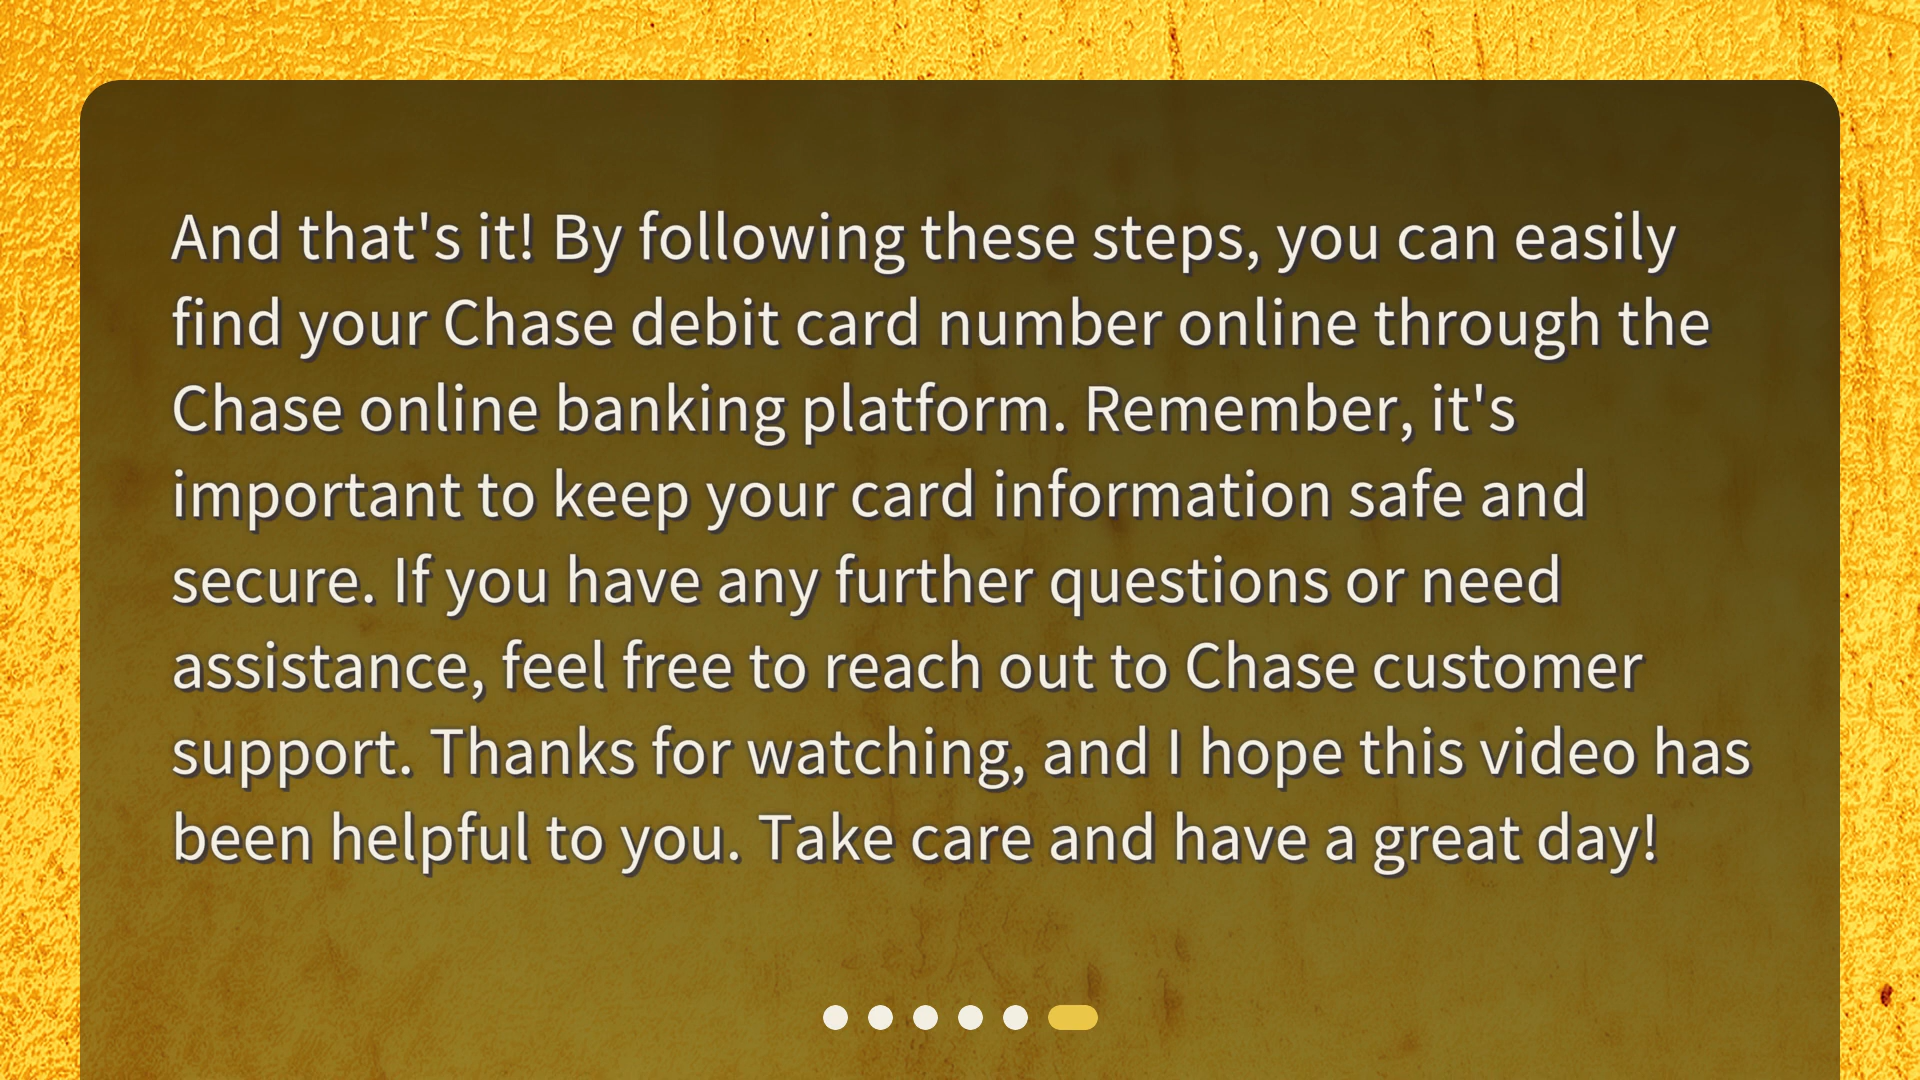 And that's it! By following these steps, you can easily
find your Chase debit card number online through the
Chase online banking platform. Remember, it's
important to keep your card information safe and
secure. If you have any further questions or need
assistance, feel free to reach out to Chase customer
support. Thanks for watching, and I hope this video has
been helpful to you. Take care and have a great day!